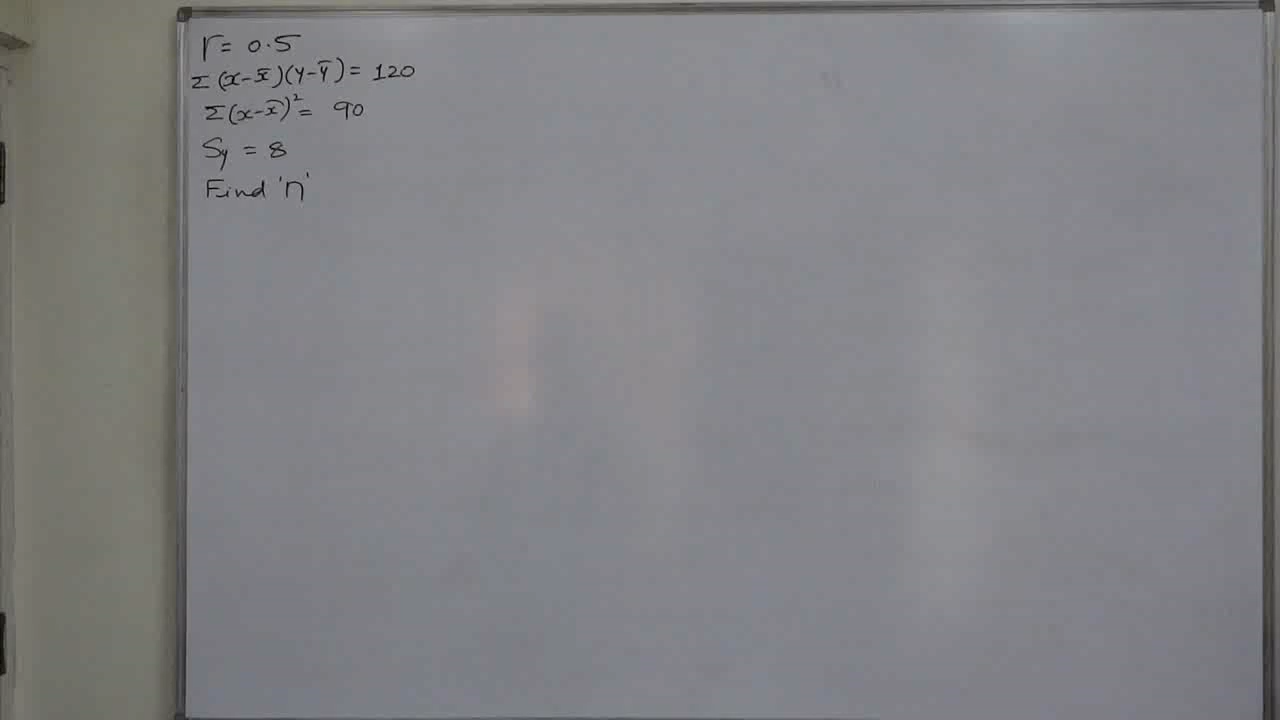 r = 0.5
Σ(x-x̄)(y-ȳ) = 120
Σ(x-x̄)² = 90
Sy = 8
Find 'n'